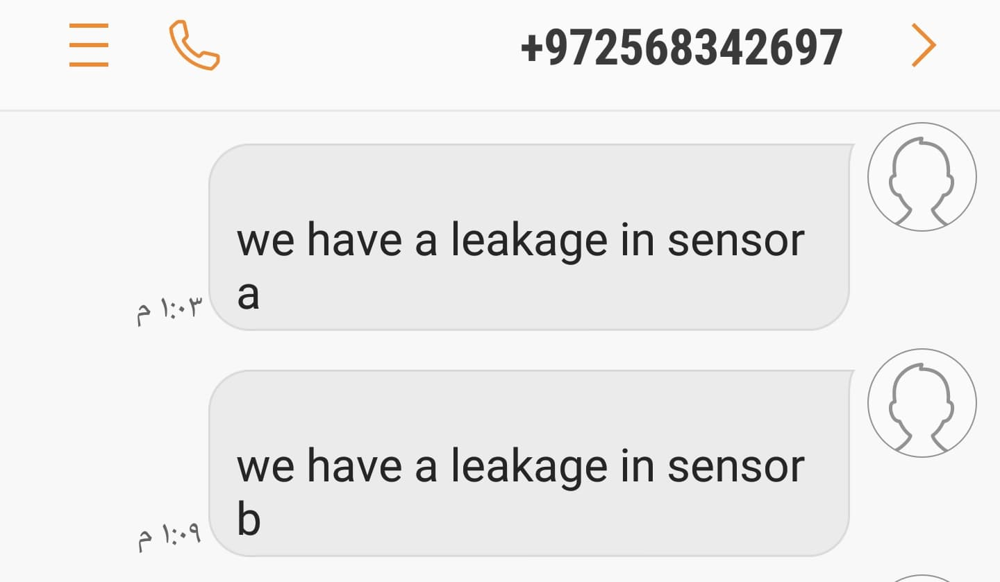 +972568342697
we have a leakage in sensor
a
١:٠٣ م
we have a leakage in sensor
b
١:٠٩ م